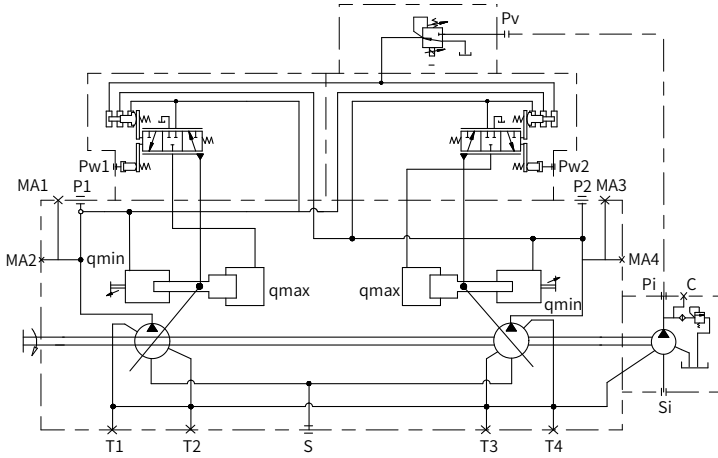 Pv
Pw1
Pw2
MA1
P1
P2
MA3
MA2
qmin
MA4
qmax
qmax
qmin
Pi
C
Si
T1
T2
S
T3
T4